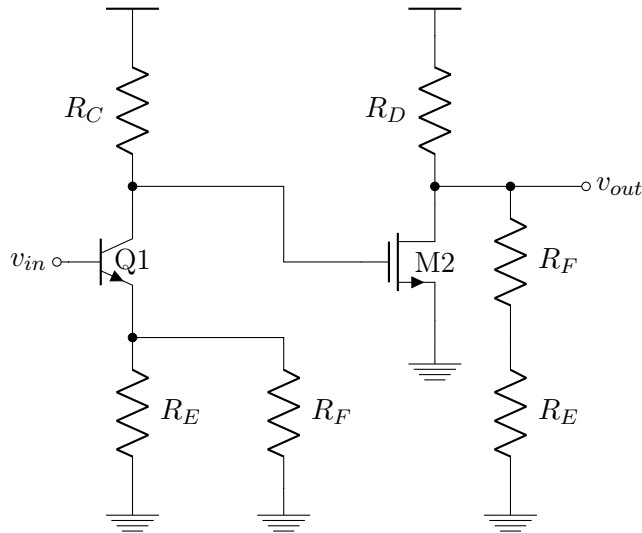 R_C
R_D
v_in
Q1
M2
v_out
R_F
R_E
R_F
R_E